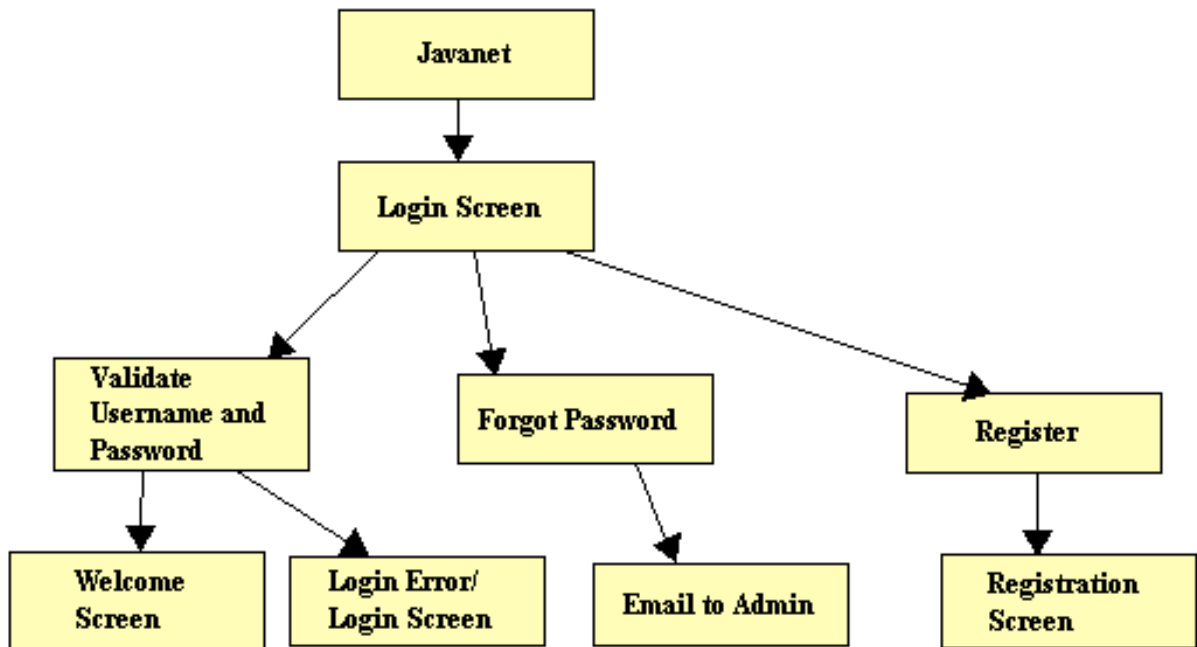 Javanet
Login Screen
Validate
Username and
Password
Forgot Password
Register
Welcome
Screen
Login Error/
Login Screen
Email to Admin
Registration
Screen